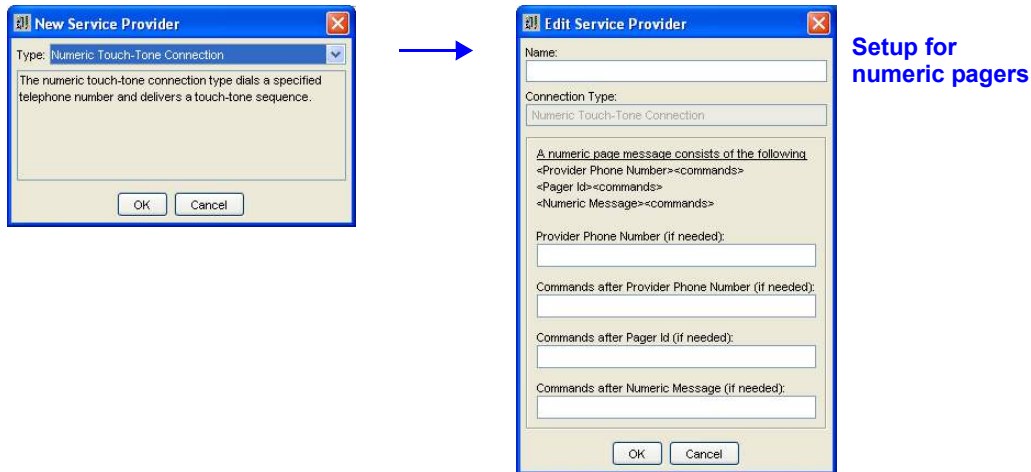 New Service Provider
Type: Numeric Touch-Tone Connection
The numeric touch-tone connection type dials a specified
telephone number and delivers a touch-tone sequence.
OK Cancel
Edit Service Provider
Name:
Connection Type:
Numeric Touch-Tone Connection
A numeric page message consists of the following
<Provider Phone Number><commands>
<Pager Id><commands>
<Numeric Message><commands>
Provider Phone Number (if needed):
Commands after Provider Phone Number (if needed):
Commands after Pager Id (if needed):
Commands after Numeric Message (if needed):
OK Cancel
Setup for
numeric pagers